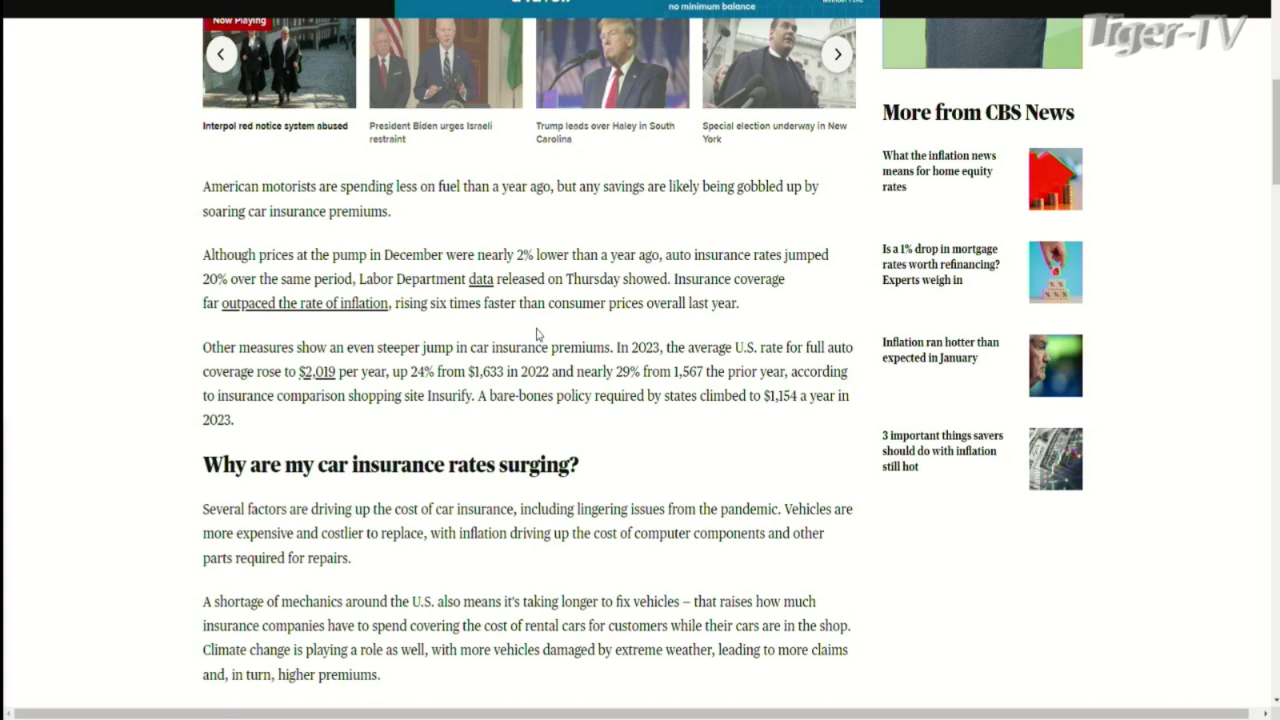 no minimum balance
Tiger-TV
Now Playing
Interpol red notice system abused
President Biden urges Israeli
restraint
Trump leads over Haley in South
Carolina
Special election underway in New
York
American motorists are spending less on fuel than a year ago, but any savings are likely being gobbled up by
soaring car insurance premiums.
Although prices at the pump in December were nearly 2% lower than a year ago, auto insurance rates jumped
20% over the same period, Labor Department data released on Thursday showed. Insurance coverage
far outpaced the rate of inflation, rising six times faster than consumer prices overall last year.
Other measures show an even steeper jump in car insurance premiums. In 2023, the average U.S. rate for full auto
coverage rose to $2,019 per year, up 24% from $1,633 in 2022 and nearly 29% from 1,567 the prior year, according
to insurance comparison shopping site Insurify. A bare-bones policy required by states climbed to $1,154 a year in
2023.
Why are my car insurance rates surging?
Several factors are driving up the cost of car insurance, including lingering issues from the pandemic. Vehicles are
more expensive and costlier to replace, with inflation driving up the cost of computer components and other
parts required for repairs.
A shortage of mechanics around the U.S. also means it's taking longer to fix vehicles – that raises how much
insurance companies have to spend covering the cost of rental cars for customers while their cars are in the shop.
Climate change is playing a role as well, with more vehicles damaged by extreme weather, leading to more claims
and, in turn, higher premiums.
More from CBS News
What the inflation news
means for home equity
rates
Is a 1% drop in mortgage
rates worth refinancing?
Experts weigh in
Inflation ran hotter than
expected in January
3 important things savers
should do with inflation
still hot